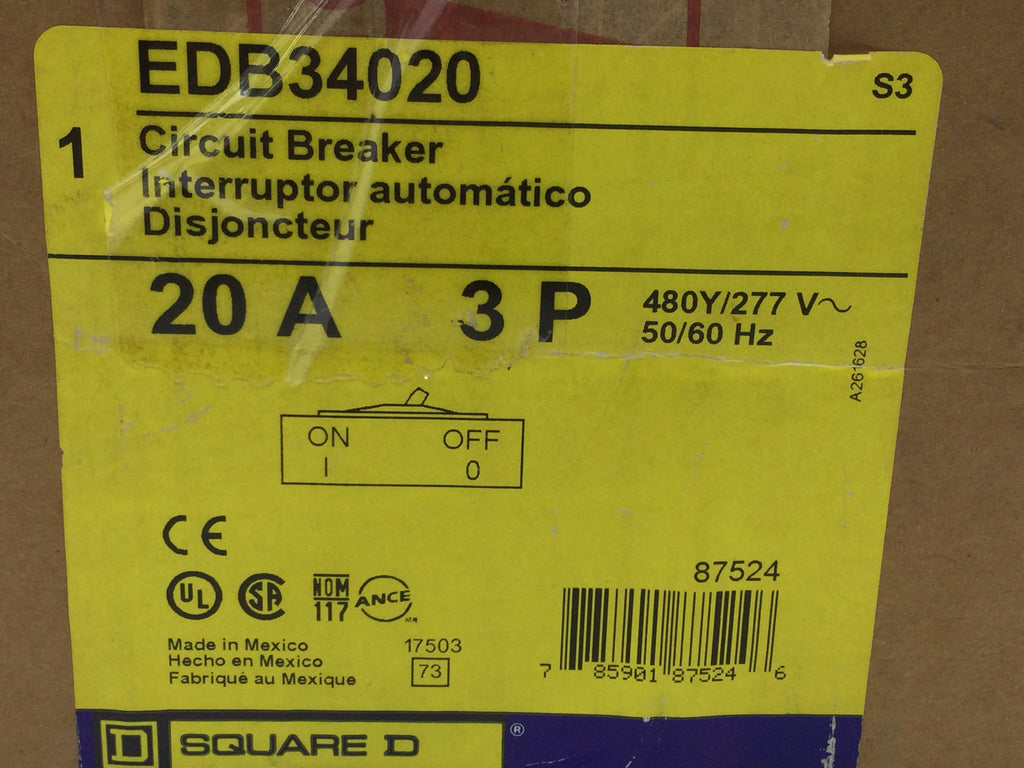 EDB34020
S3
1
Circuit Breaker
Interruptor automático
Disjoncteur
20 A 3 P 480Y/277 V~
50/60 Hz
A261628
ON OFF
I 0
CE
UL SA NOM ANCE
117
87524
Made in Mexico 17503
Hecho en Mexico 73
Fabriqué au Mexique
7 85901 87524 6
D SQUARE D ®